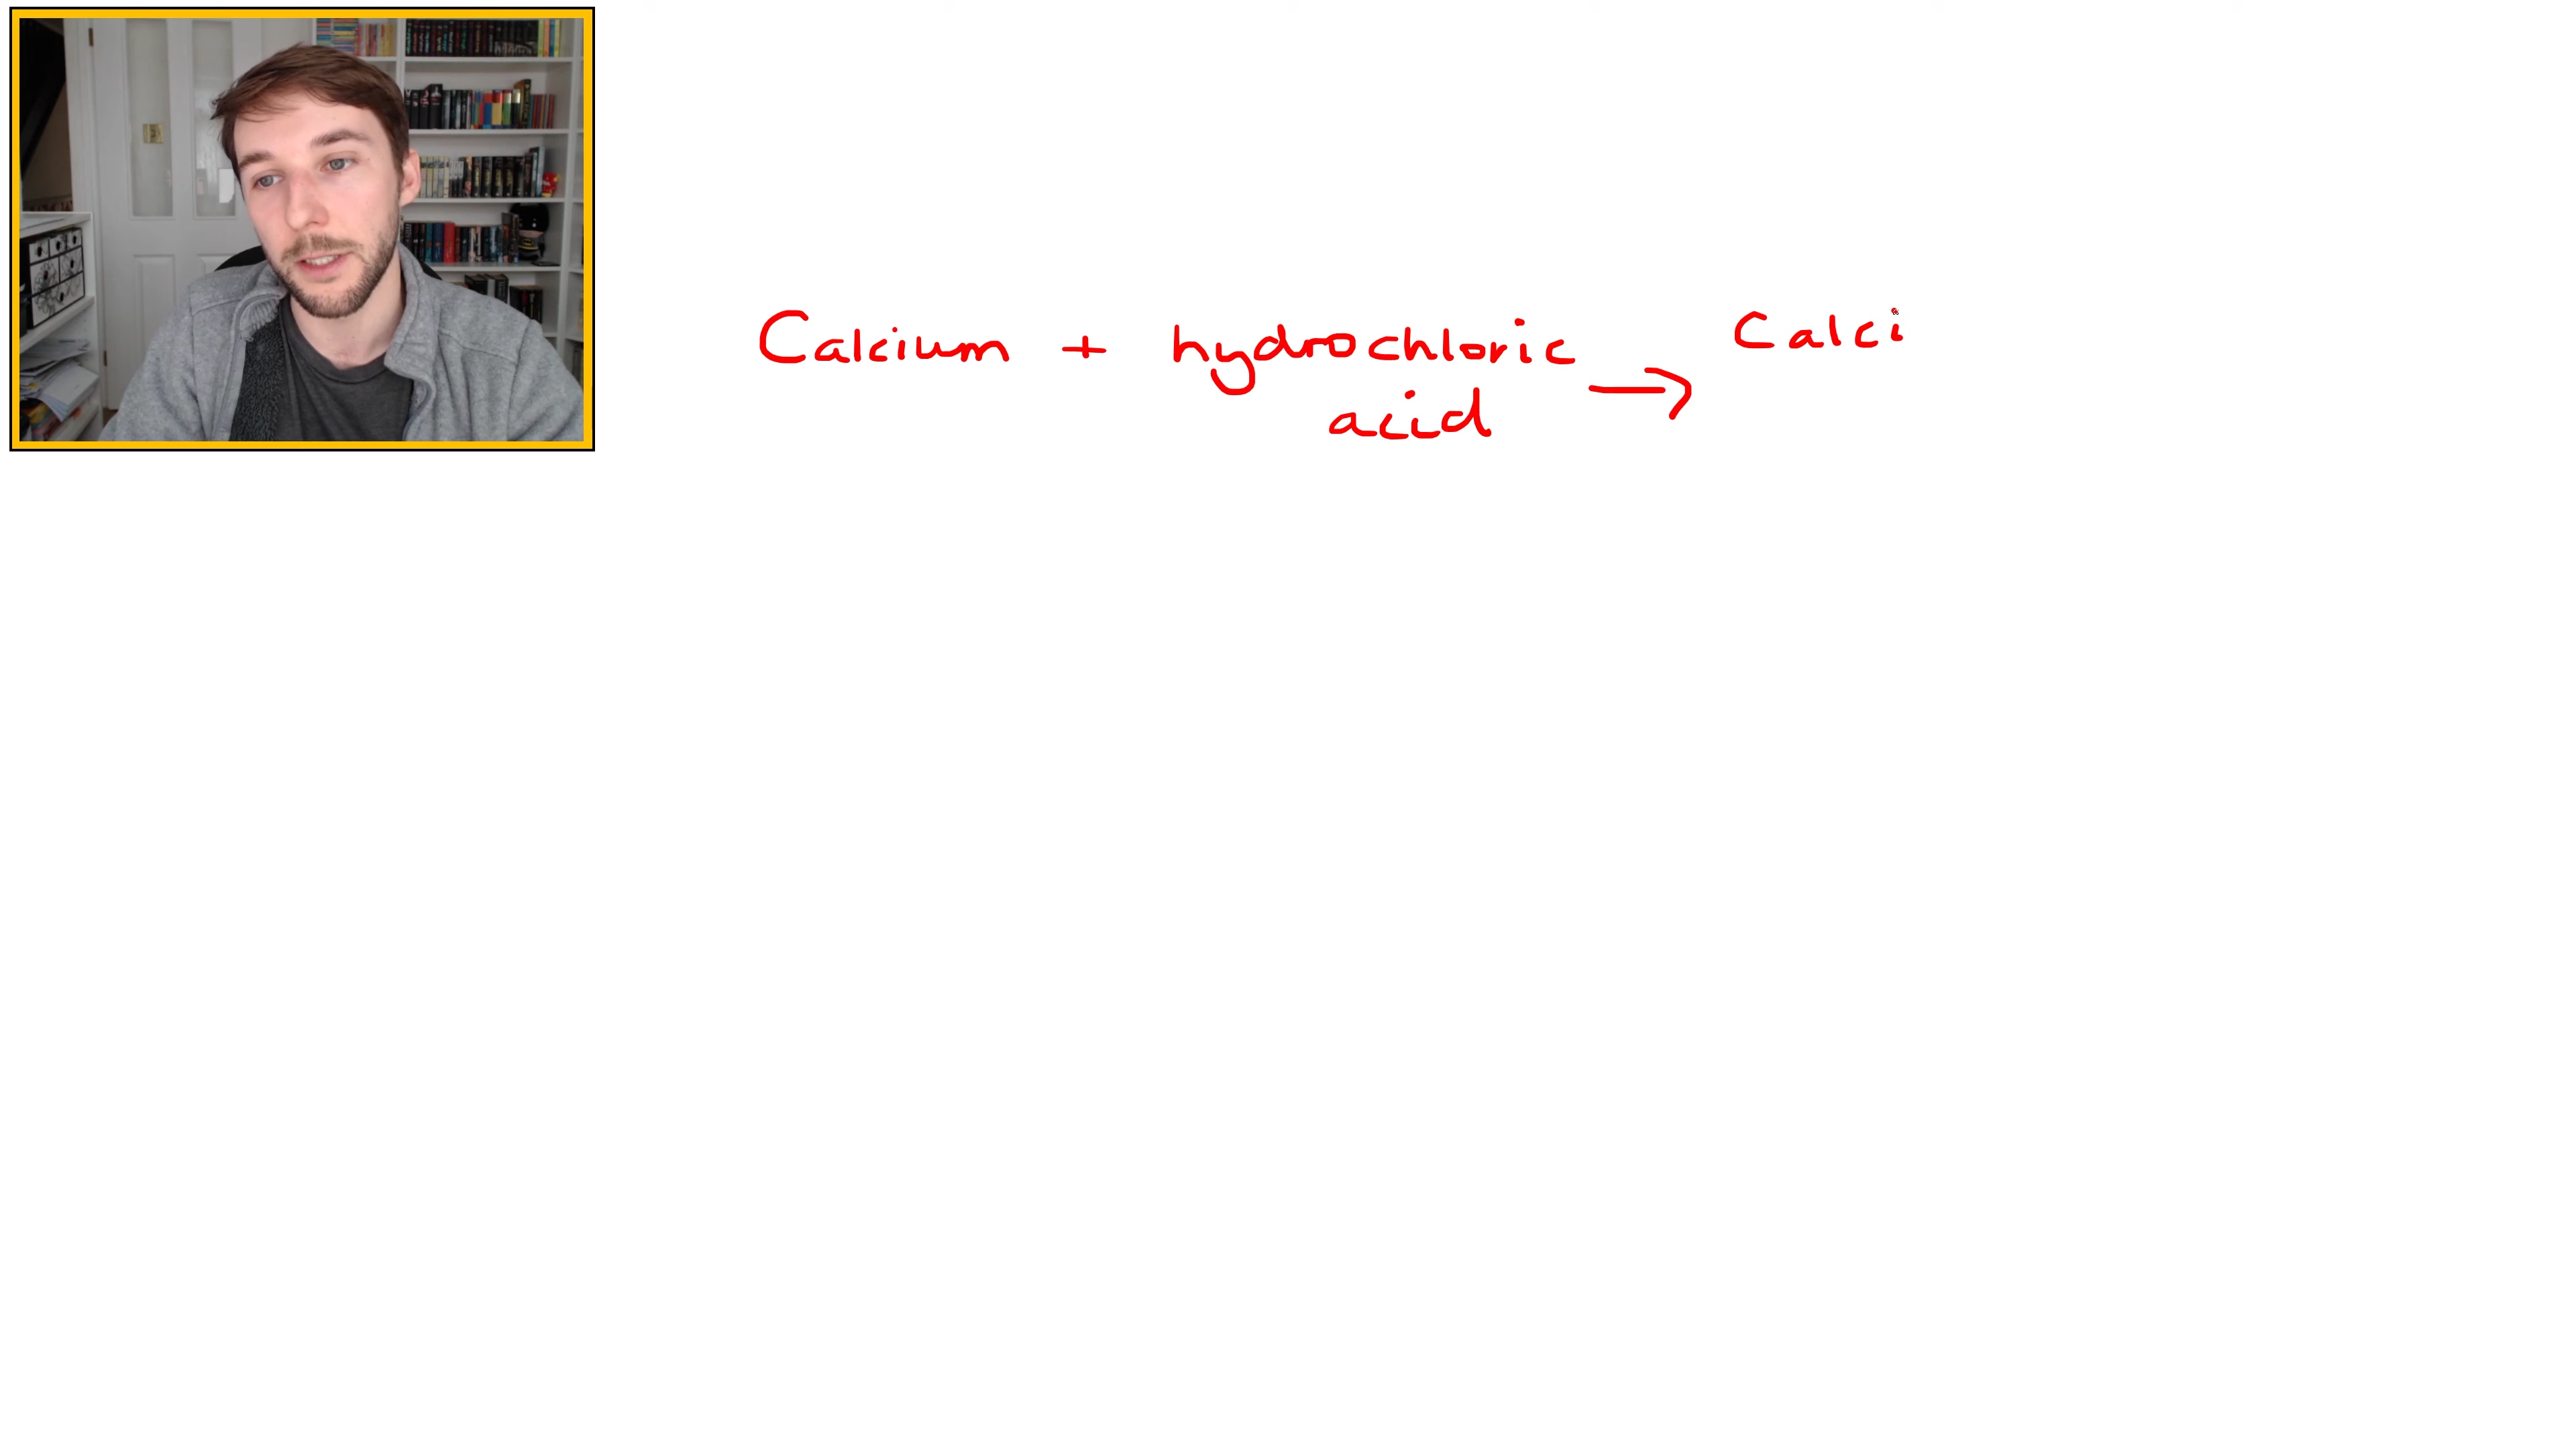 Calcium + hydrochloric acid → Calci